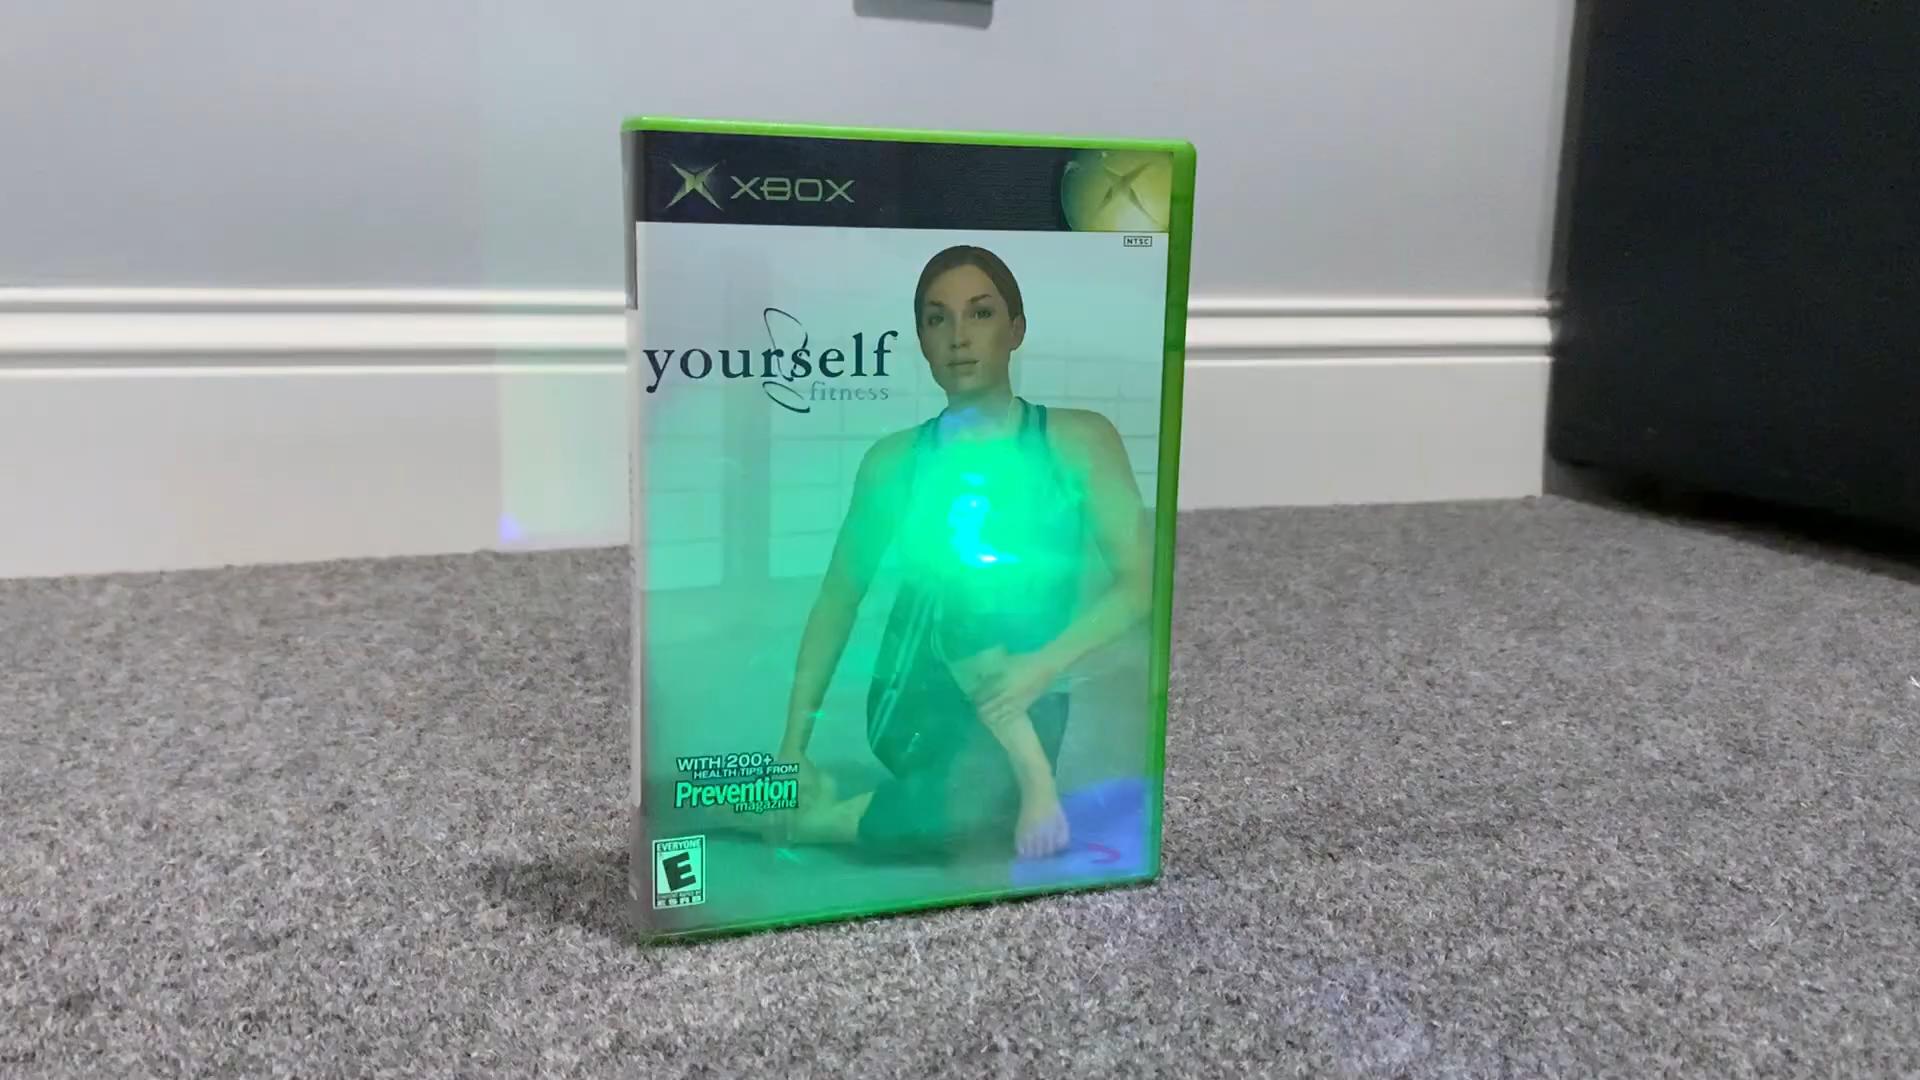 XBOX
NTSC
yourself
fitness
WITH 200+
HEALTH TIPS FROM
Prevention
magazine
EVERYONE
E
ESRB